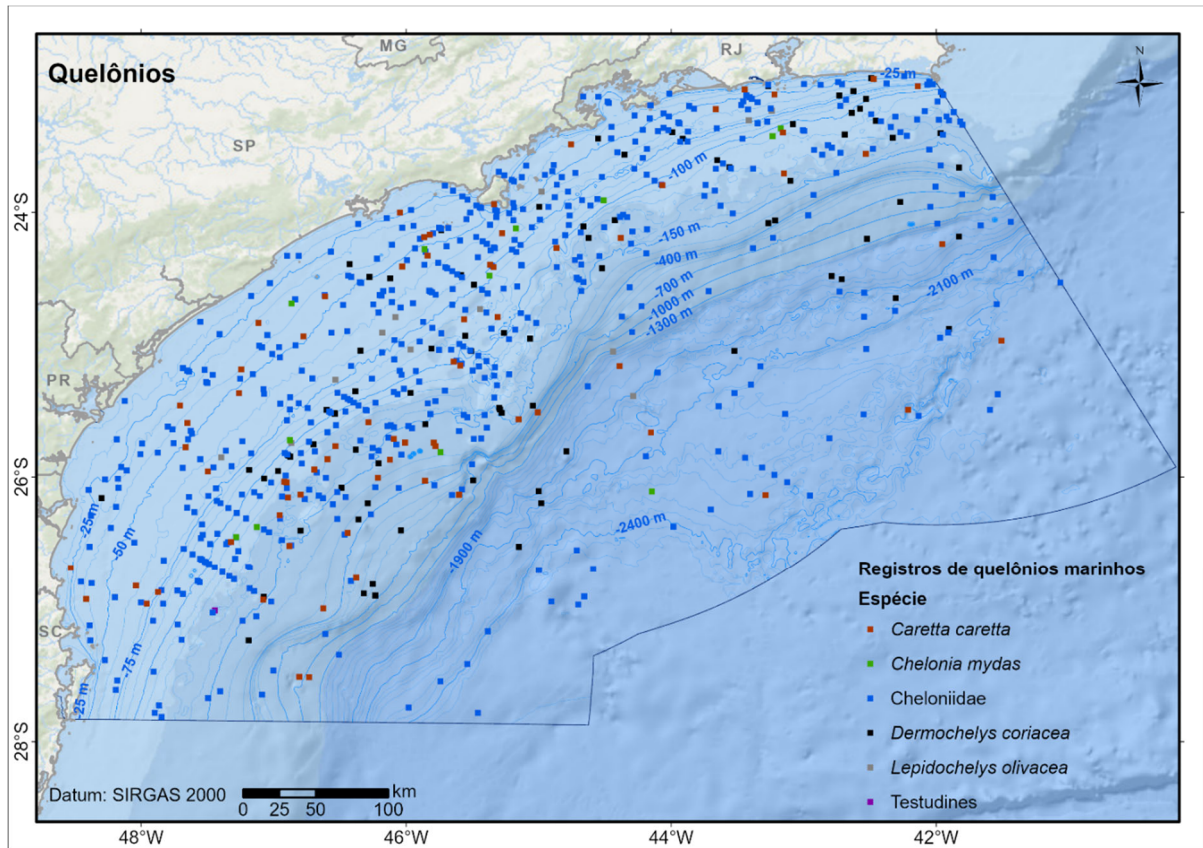 MG
RJ
Quelônios
N
-25 m
SP
-100 m
24°S
-150 m
-400 m
-700 m
-2100 m
-1000 m
-1300 m
PR
26°S
-25 m
-50 m
-2400 m
-1900 m
Registros de quelônios marinhos
Espécie
Caretta caretta
SC
Chelonia mydas
-75 m
Cheloniidae
-25 m
Dermochelys coriacea
28°S
Lepidochelys olivacea
Datum: SIRGAS 2000
km
0 25 50 100
Testudines
48°W 46°W 44°W 42°W